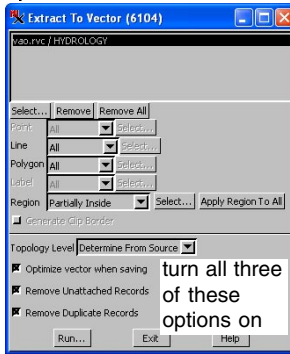 Extract To Vector (6104)
vao.rvc / HYDROLOGY
Select... Remove Remove All
Point All Select...
Line All Select...
Polygon All Select...
Label All Select...
Region Partially Inside Select... Apply Region To All
Generate Clip Border
Topology Level Determine From Source
Optimize vector when saving
Remove Unattached Records
Remove Duplicate Records
turn all three
of these
options on
Run... Exit Help